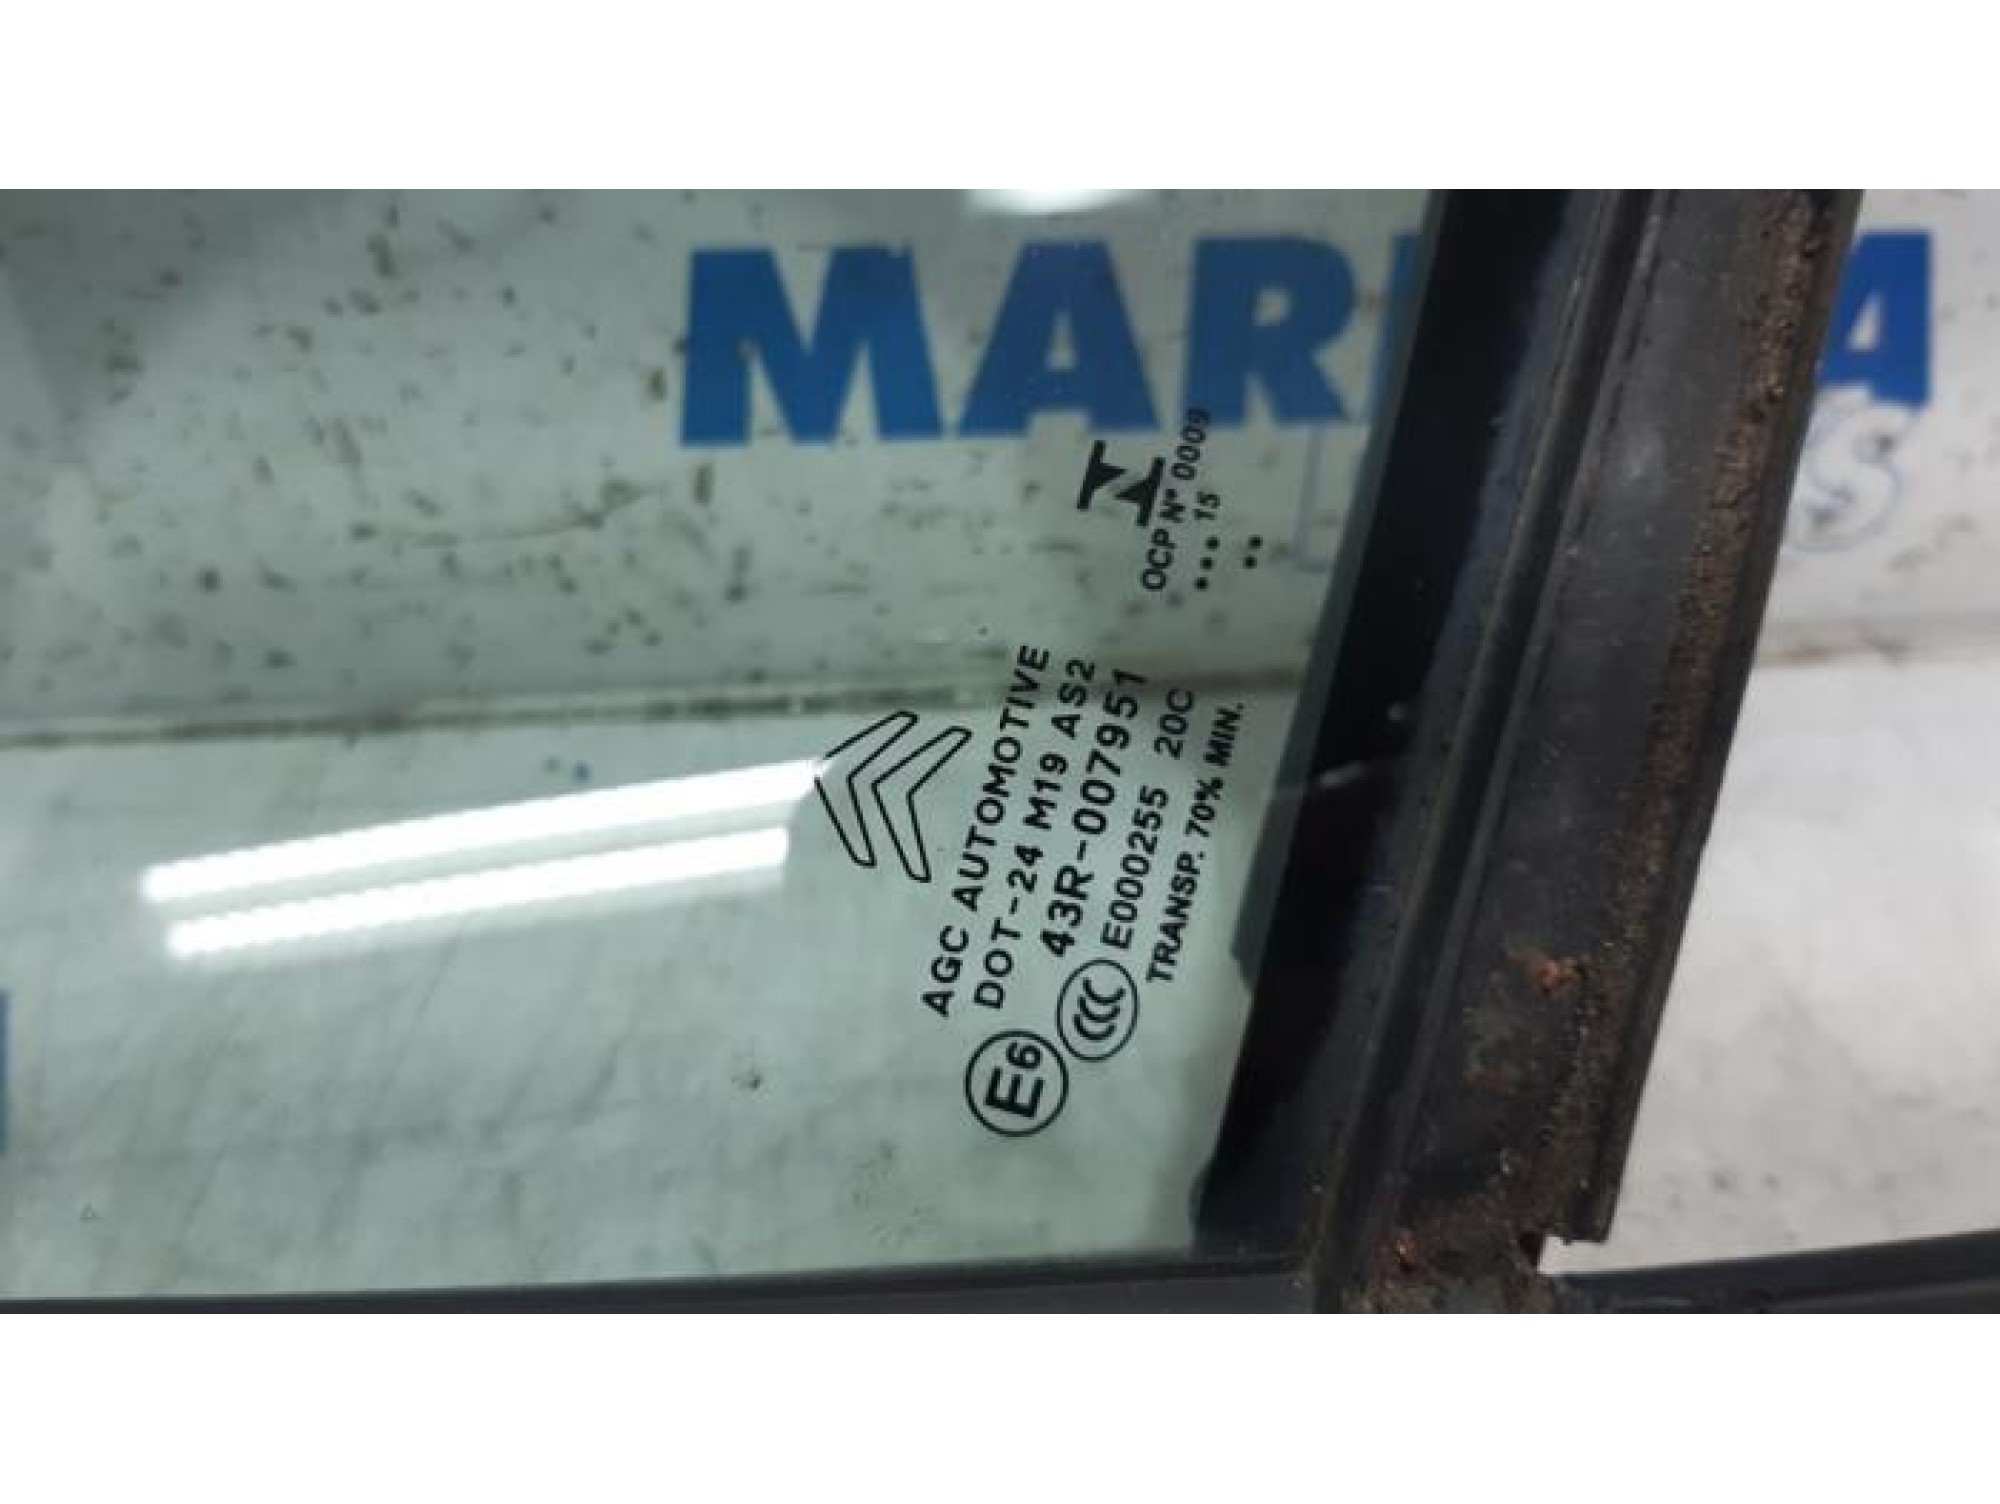 MAR
A
S
AGC AUTOMOTIVE
DOT-24 M19 AS2
E6
43R-007951
CCC
E000255 20C
TRANSP. 70% MIN.
OCP Nº 0009
••• 15
••